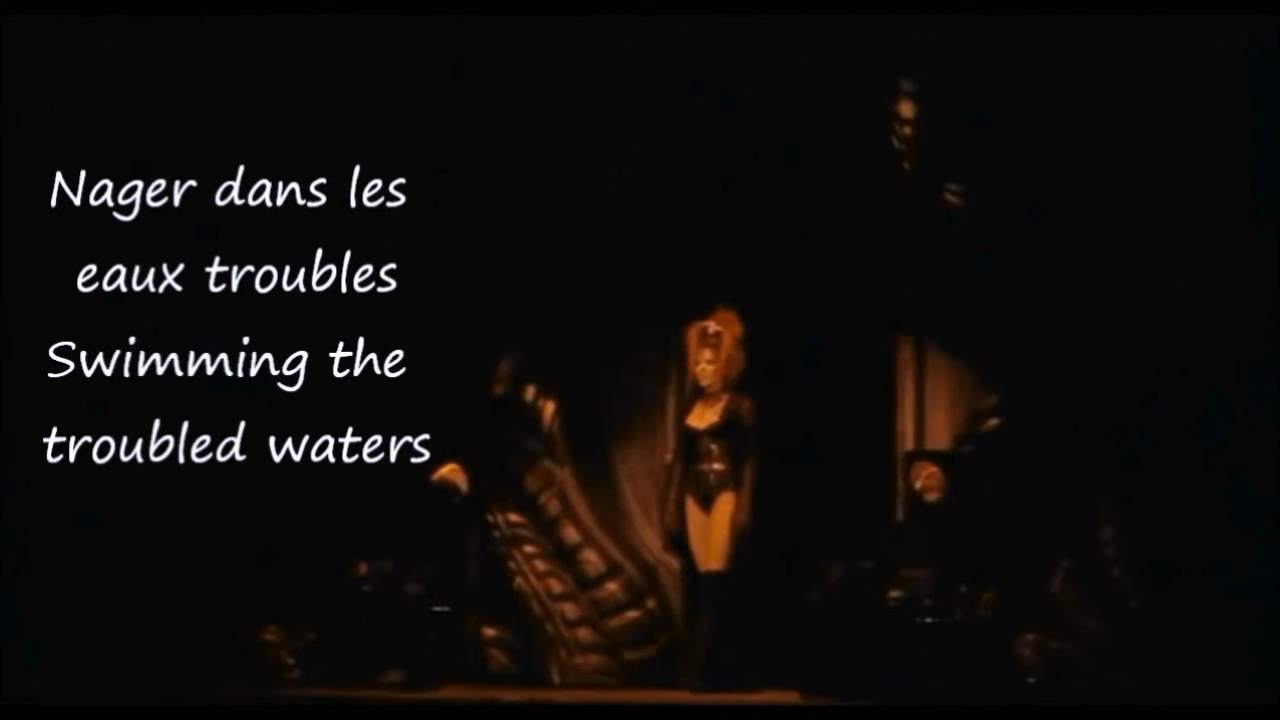 Nager dans les
eaux troubles
Swimming the
troubled waters